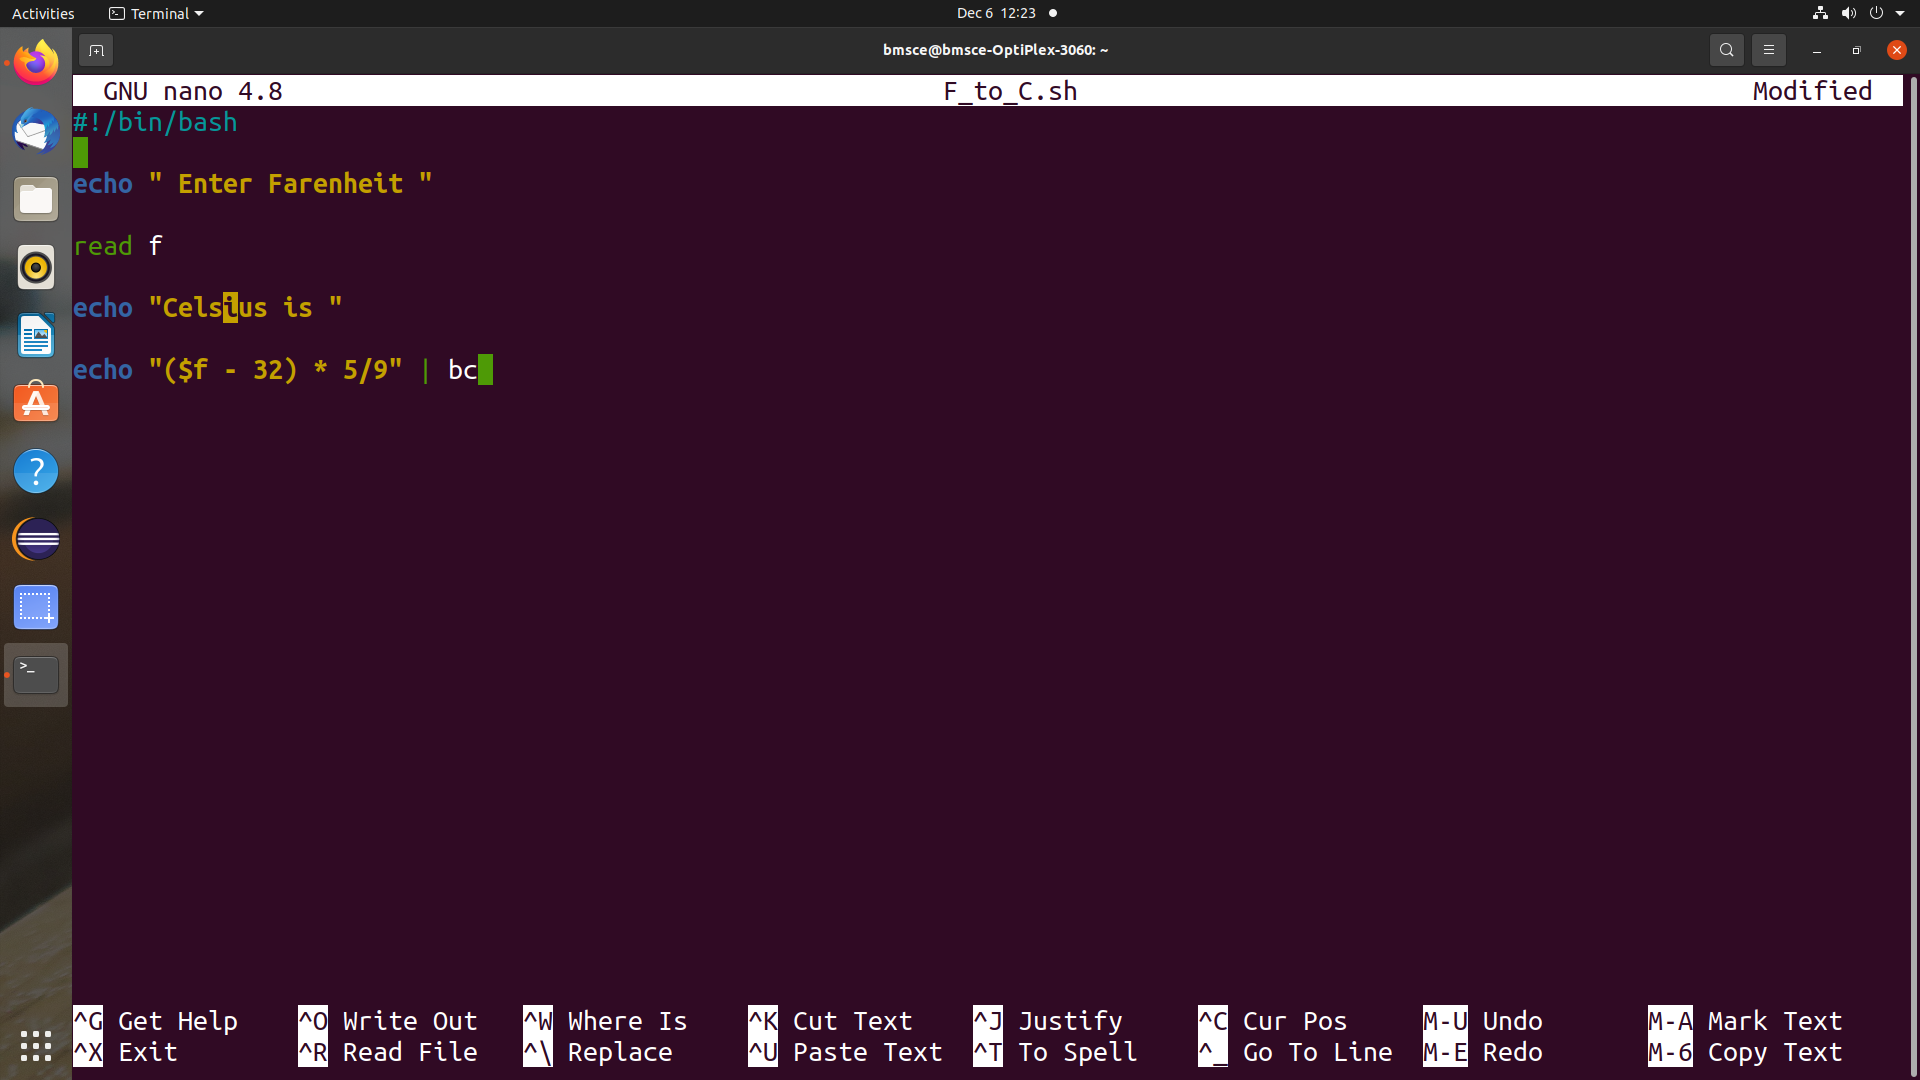 Activities Terminal Dec 6 12:23
bmsce@bmsce-OptiPlex-3060: ~
GNU nano 4.8 F_to_C.sh Modified
#!/bin/bash
echo " Enter Farenheit "
read f
echo "Celsius is "
echo "($f - 32) * 5/9" | bc
^G Get Help ^O Write Out ^W Where Is ^K Cut Text ^J Justify ^C Cur Pos M-U Undo M-A Mark Text
^X Exit ^R Read File ^\ Replace ^U Paste Text ^T To Spell ^_ Go To Line M-E Redo M-6 Copy Text